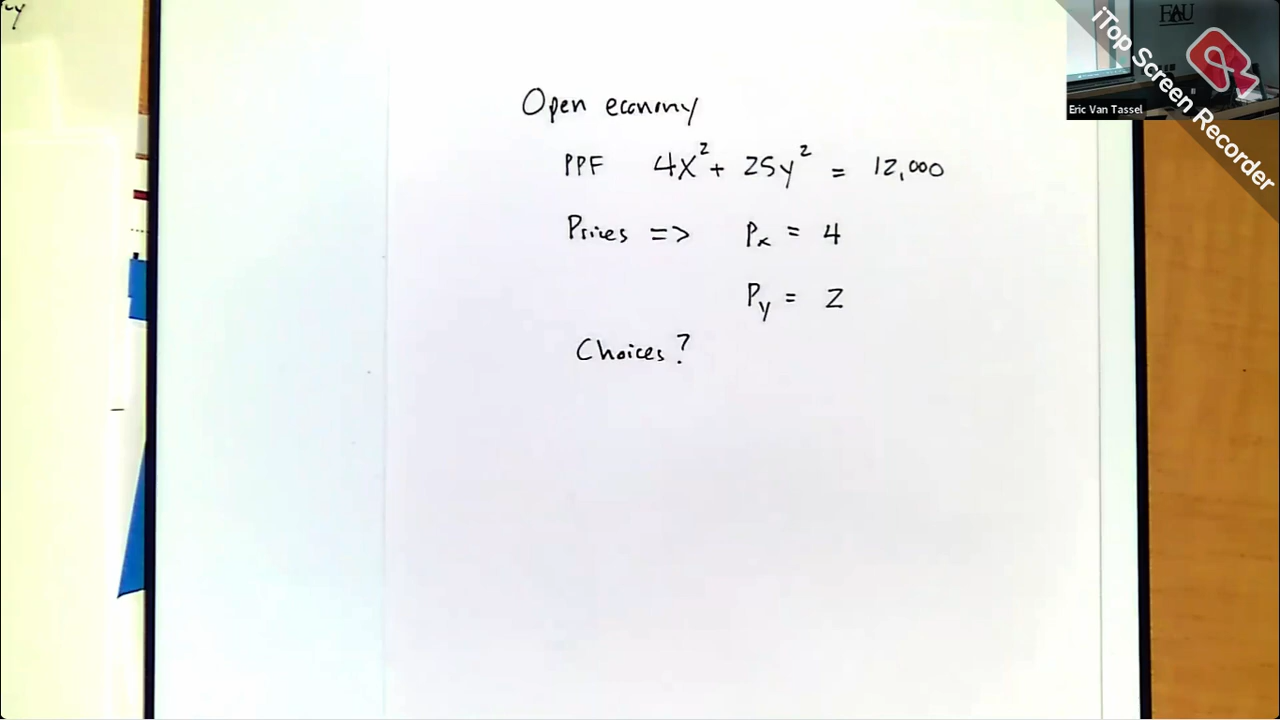 Open economy
PPF 4x² + 25y² = 12,000
Prices => Px = 4
Py = 2
Choices?
FAU
Eric Van Tassel
iTop Screen Recorder